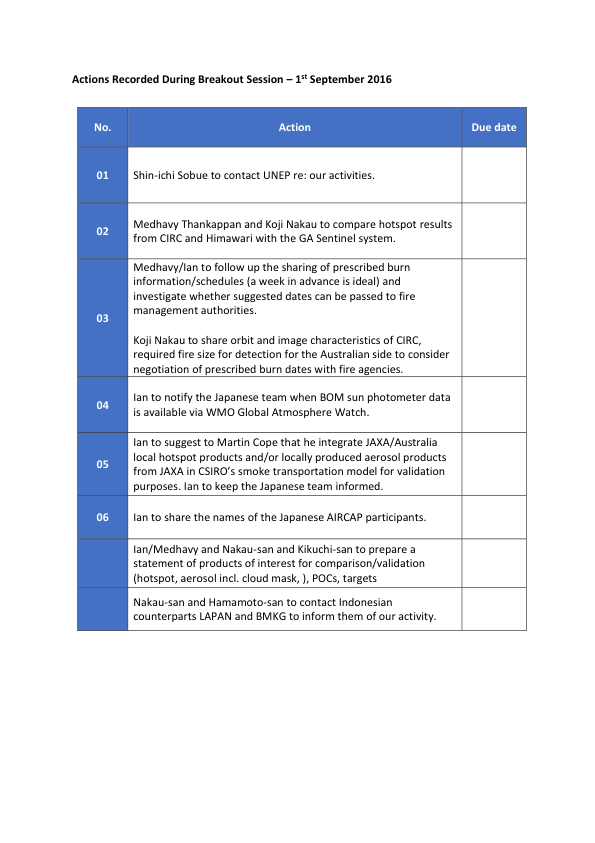 Actions Recorded During Breakout Session – 1st September 2016
No.
Action
Due date
01
Shin-ichi Sobue to contact UNEP re: our activities.
02
Medhavy Thankappan and Koji Nakau to compare hotspot results
from CIRC and Himawari with the GA Sentinel system.
03
Medhavy/Ian to follow up the sharing of prescribed burn
information/schedules (a week in advance is ideal) and
investigate whether suggested dates can be passed to fire
management authorities.
Koji Nakau to share orbit and image characteristics of CIRC,
required fire size for detection for the Australian side to consider
negotiation of prescribed burn dates with fire agencies.
04
Ian to notify the Japanese team when BOM sun photometer data
is available via WMO Global Atmosphere Watch.
05
Ian to suggest to Martin Cope that he integrate JAXA/Australia
local hotspot products and/or locally produced aerosol products
from JAXA in CSIRO’s smoke transportation model for validation
purposes. Ian to keep the Japanese team informed.
06
Ian to share the names of the Japanese AIRCAP participants.
Ian/Medhavy and Nakau-san and Kikuchi-san to prepare a
statement of products of interest for comparison/validation
(hotspot, aerosol incl. cloud mask, ), POCs, targets
Nakau-san and Hamamoto-san to contact Indonesian
counterparts LAPAN and BMKG to inform them of our activity.